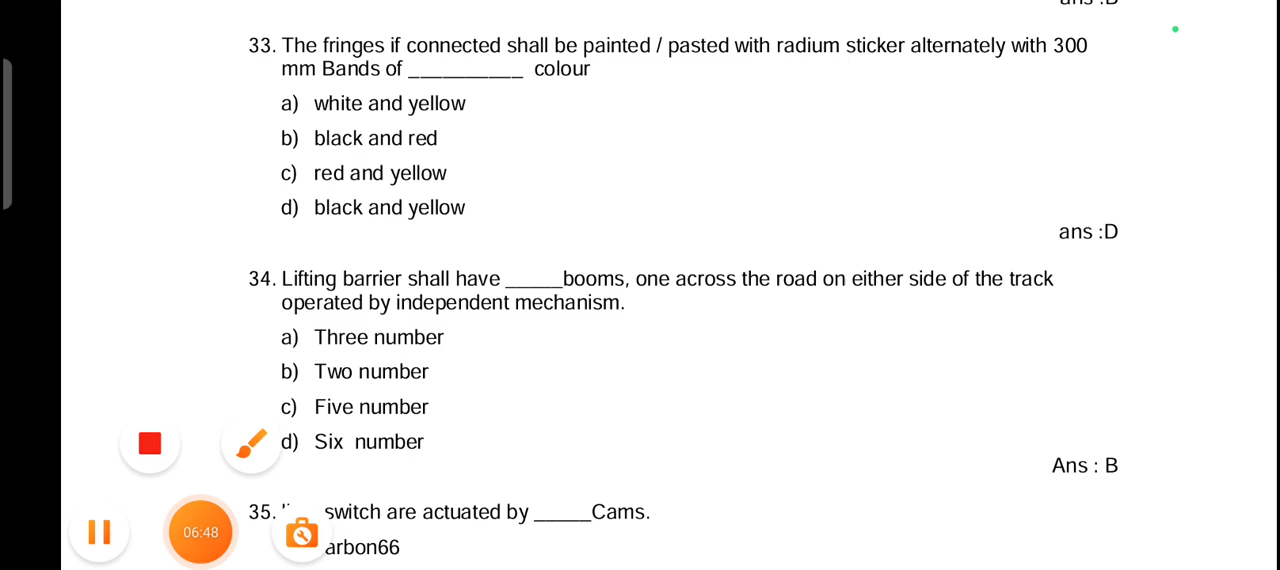 33. The fringes if connected shall be painted / pasted with radium sticker alternately with 300
mm Bands of __________ colour
a) white and yellow
b) black and red
c) red and yellow
d) black and yellow
ans :D
34. Lifting barrier shall have _____booms, one across the road on either side of the track
operated by independent mechanism.
a) Three number
b) Two number
c) Five number
d) Six number
Ans : B
35. switch are actuated by _____Cams.
arbon66
06:48